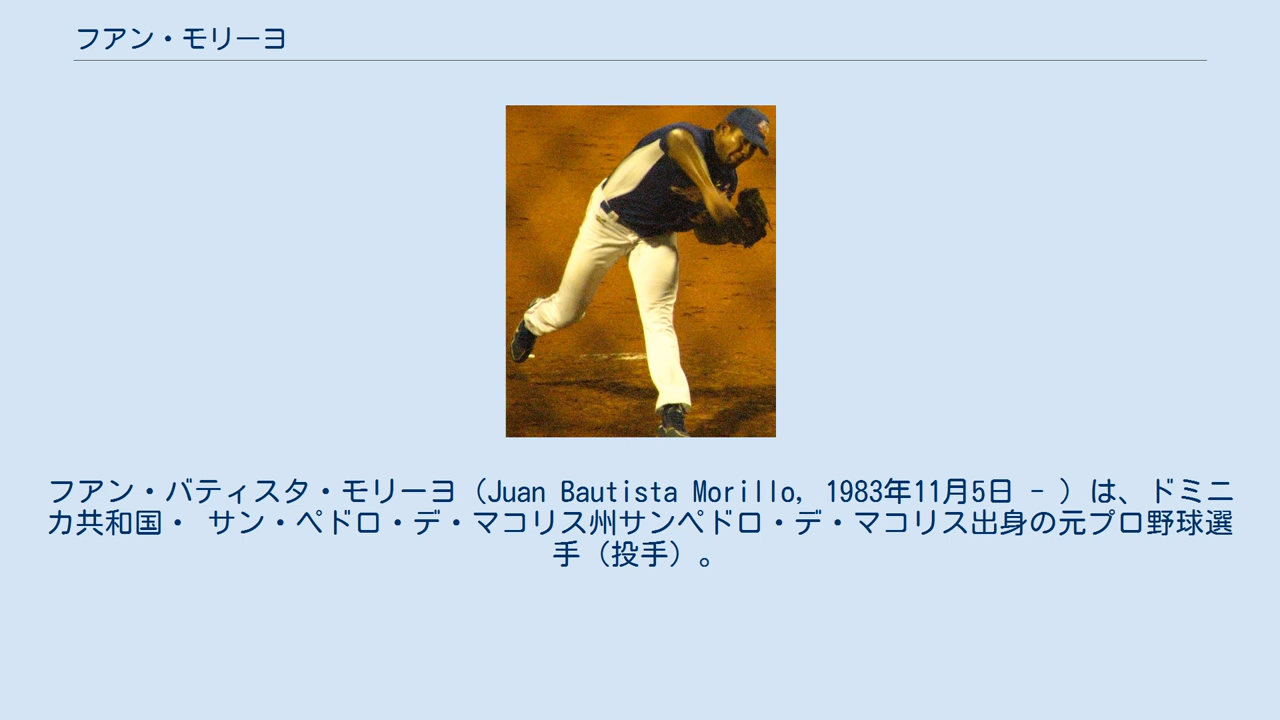 フアン・モリーヨ
フアン・バティスタ・モリーヨ（Juan Bautista Morillo, 1983年11月5日 - ）は、ドミニ
カ共和国・ サン・ペドロ・デ・マコリス州サンペドロ・デ・マコリス出身の元プロ野球選
手（投手）。